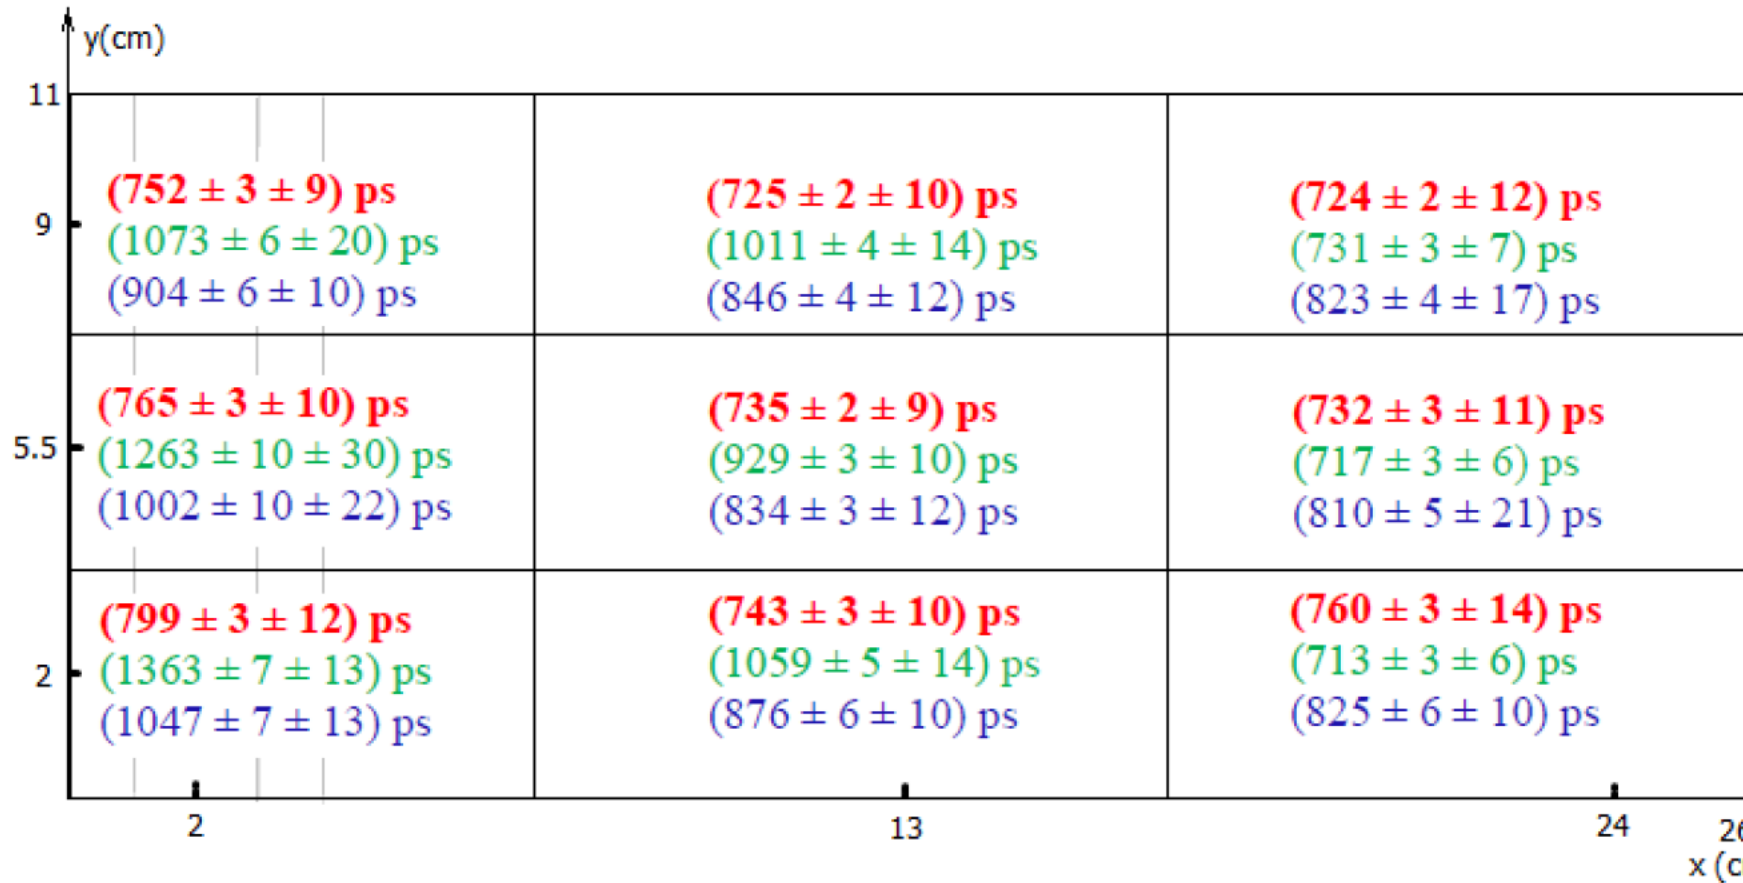 y(cm)
11
(752 ± 3 ± 9) ps
(1073 ± 6 ± 20) ps
(904 ± 6 ± 10) ps
(725 ± 2 ± 10) ps
(1011 ± 4 ± 14) ps
(846 ± 4 ± 12) ps
(724 ± 2 ± 12) ps
(731 ± 3 ± 7) ps
(823 ± 4 ± 17) ps
9
(765 ± 3 ± 10) ps
(1263 ± 10 ± 30) ps
(1002 ± 10 ± 22) ps
(735 ± 2 ± 9) ps
(929 ± 3 ± 10) ps
(834 ± 3 ± 12) ps
(732 ± 3 ± 11) ps
(717 ± 3 ± 6) ps
(810 ± 5 ± 21) ps
5.5
(799 ± 3 ± 12) ps
(1363 ± 7 ± 13) ps
(1047 ± 7 ± 13) ps
(743 ± 3 ± 10) ps
(1059 ± 5 ± 14) ps
(876 ± 6 ± 10) ps
(760 ± 3 ± 14) ps
(713 ± 3 ± 6) ps
(825 ± 6 ± 10) ps
2
2
13
24
26
x (c